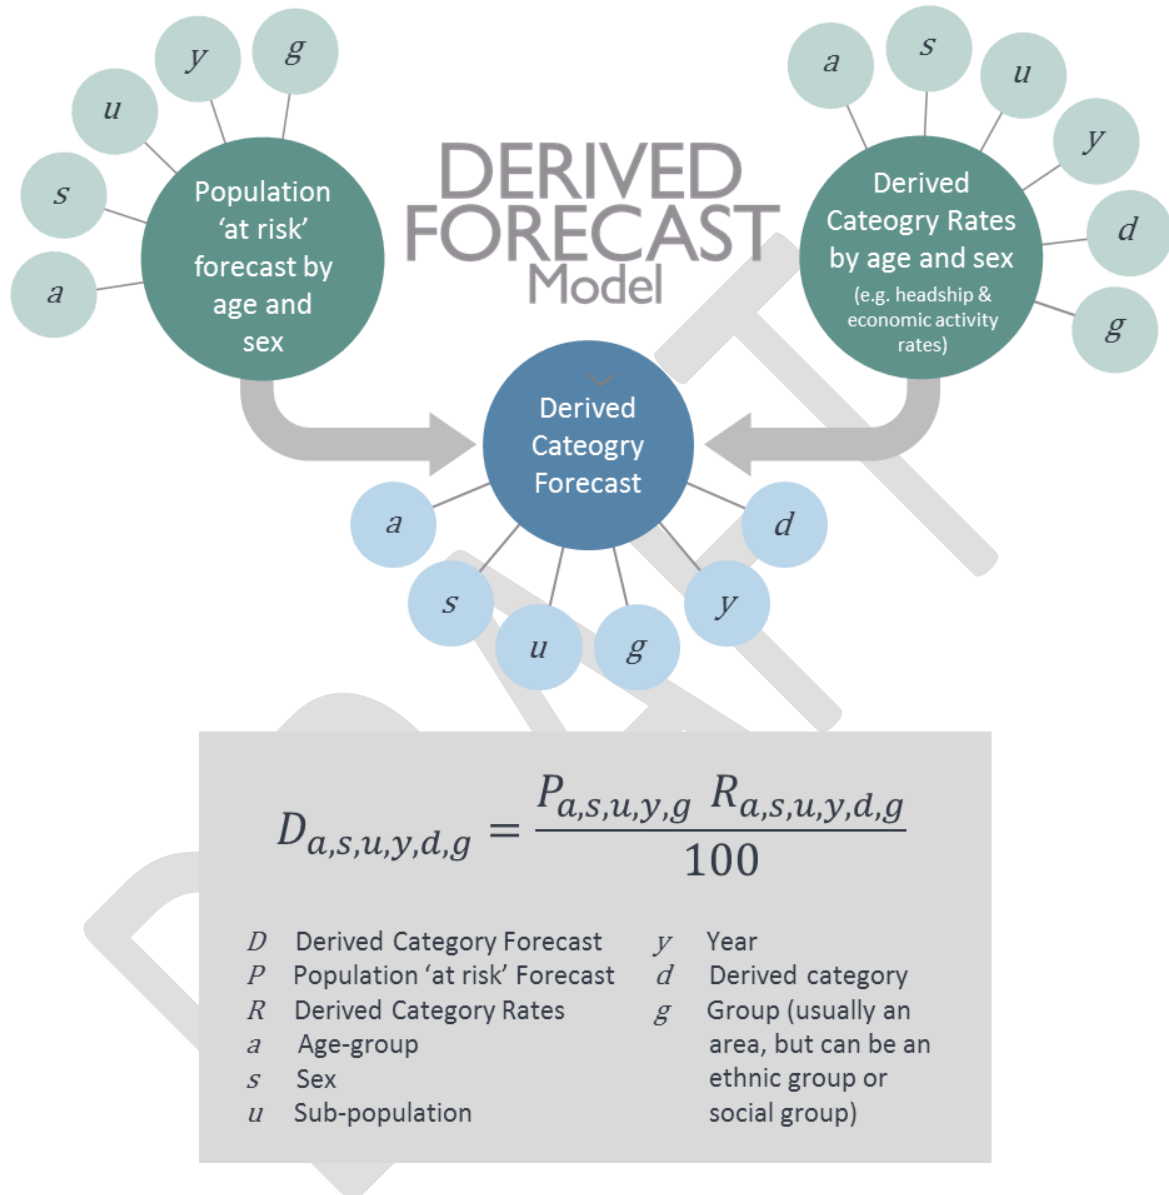 a
s
u
y
g
Population
‘at risk’
forecast by
age and
sex
DERIVED
FORECAST
Model
a
s
u
y
d
g
Derived
Cateogry Rates
by age and sex
(e.g. headship &
economic activity
rates)
Derived
Cateogry
Forecast
a
s
u
g
y
d
D_{a,s,u,y,d,g} = \frac{P_{a,s,u,y,g} R_{a,s,u,y,d,g}}{100}
D Derived Category Forecast
P Population ‘at risk’ Forecast
R Derived Category Rates
a Age-group
s Sex
u Sub-population
y Year
d Derived category
g Group (usually an
area, but can be an
ethnic group or
social group)
DRAFT